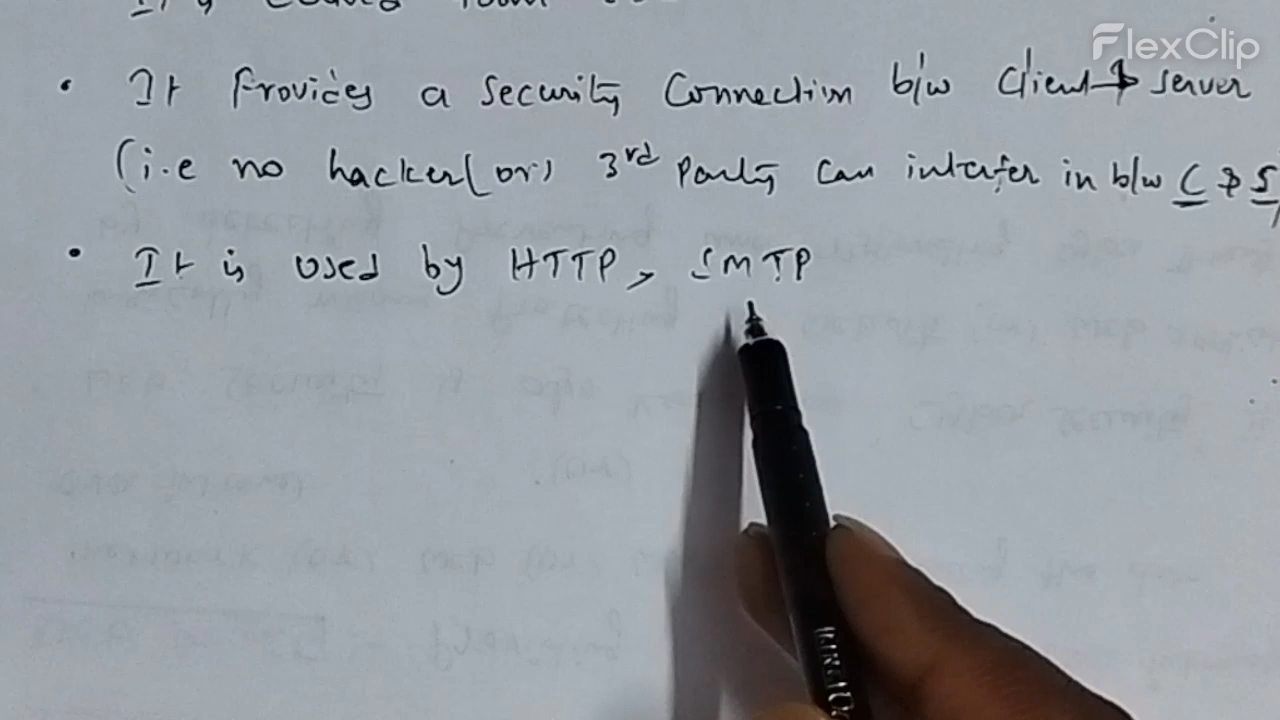 FlexClip
• It Provides a Security Connection b/w Client & server
(i.e no hacker(or) 3rd Party Can interfer in b/w C & S
• It is used by HTTP, SMTP